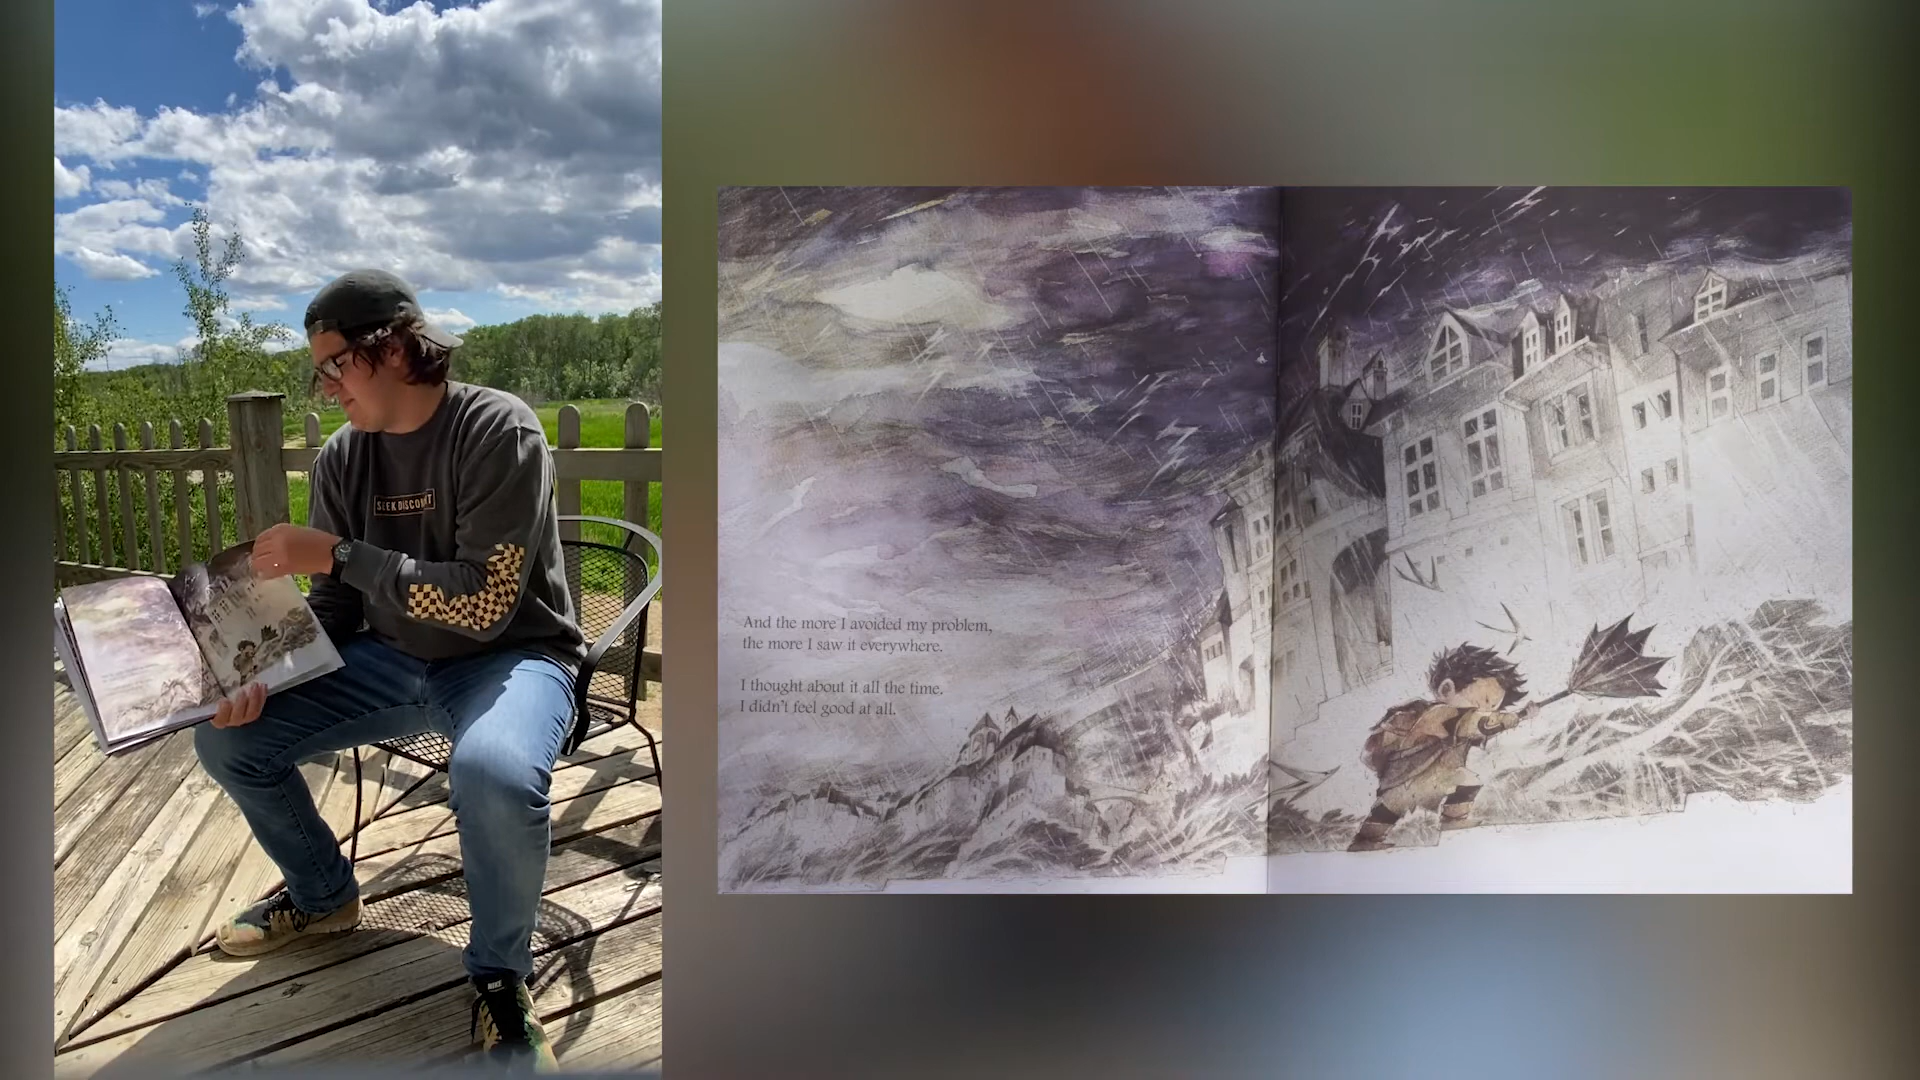 SEEK DISCOMFORT
NIKE
And the more I avoided my problem,
the more I saw it everywhere.
I thought about it all the time.
I didn't feel good at all.